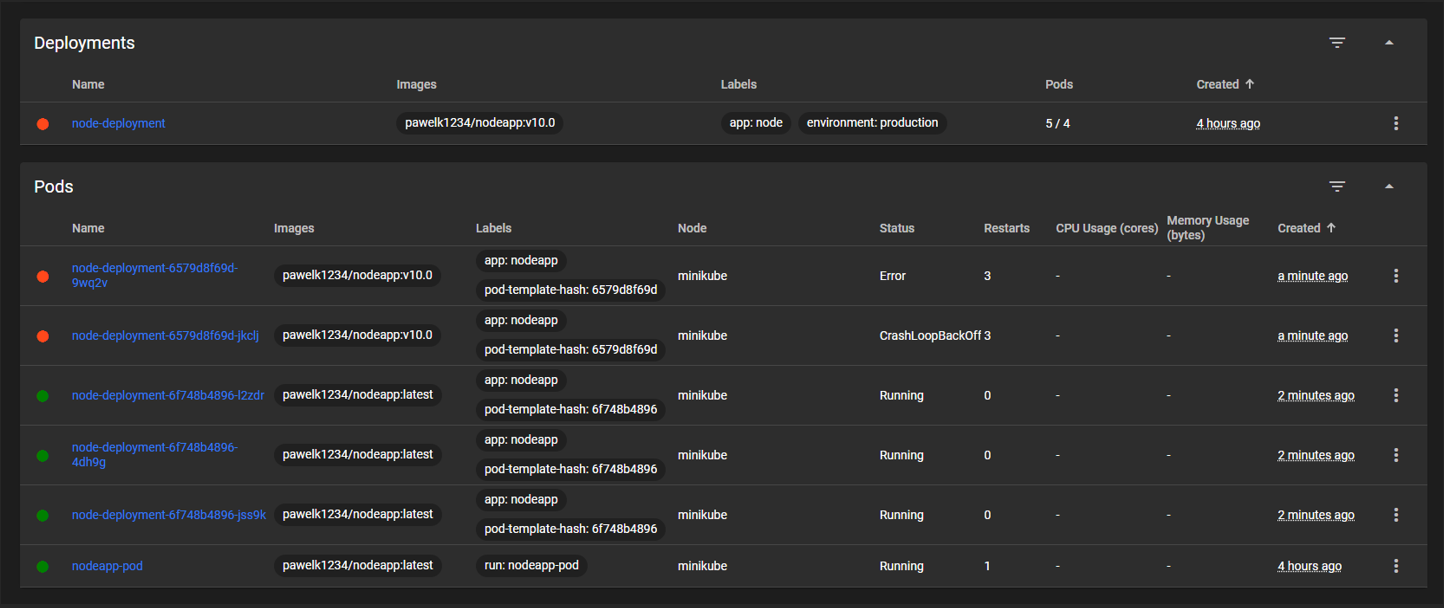 Deployments
Name Images Labels Pods Created
node-deployment pawelk1234/nodeapp:v10.0 app: node environment: production 5 / 4 4 hours ago
Pods
Name Images Labels Node Status Restarts CPU Usage (cores) Memory Usage (bytes) Created
node-deployment-6579d8f69d-
9wq2v
pawelk1234/nodeapp:v10.0
app: nodeapp
pod-template-hash: 6579d8f69d
minikube Error 3 - - a minute ago
node-deployment-6579d8f69d-jkclj pawelk1234/nodeapp:v10.0
app: nodeapp
pod-template-hash: 6579d8f69d
minikube CrashLoopBackOff 3 - - a minute ago
node-deployment-6f748b4896-l2zdr pawelk1234/nodeapp:latest
app: nodeapp
pod-template-hash: 6f748b4896
minikube Running 0 - - 2 minutes ago
node-deployment-6f748b4896-
4dh9g
pawelk1234/nodeapp:latest
app: nodeapp
pod-template-hash: 6f748b4896
minikube Running 0 - - 2 minutes ago
node-deployment-6f748b4896-jss9k pawelk1234/nodeapp:latest
app: nodeapp
pod-template-hash: 6f748b4896
minikube Running 0 - - 2 minutes ago
nodeapp-pod pawelk1234/nodeapp:latest run: nodeapp-pod minikube Running 1 - - 4 hours ago